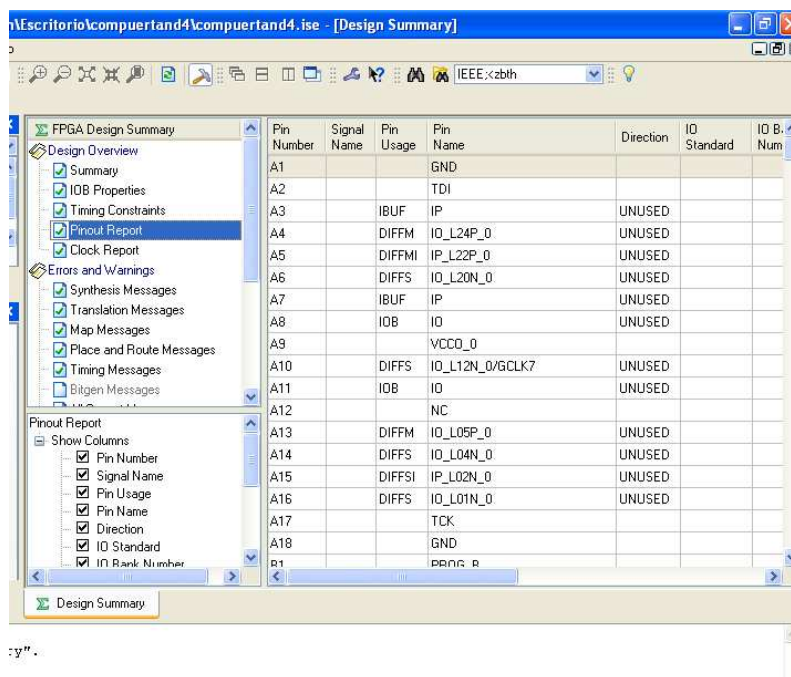 n\Escritorio\compuertand4\compuertand4.ise - [Design Summary]
IEEE;<zbth
FPGA Design Summary
Design Overview
Summary
IOB Properties
Timing Constraints
Pinout Report
Clock Report
Errors and Warnings
Synthesis Messages
Translation Messages
Map Messages
Place and Route Messages
Timing Messages
Bitgen Messages
Pinout Report
Show Columns
Pin Number
Signal Name
Pin Usage
Pin Name
Direction
IO Standard
IO Bank Number
Pin Number Signal Name Pin Usage Pin Name Direction IO Standard IO B. Num
A1 GND
A2 TDI
A3 IBUF IP UNUSED
A4 DIFFM IO_L24P_0 UNUSED
A5 DIFFMI IP_L22P_0 UNUSED
A6 DIFFS IO_L20N_0 UNUSED
A7 IBUF IP UNUSED
A8 IOB IO UNUSED
A9 VCCO_0
A10 DIFFS IO_L12N_0/GCLK7 UNUSED
A11 IOB IO UNUSED
A12 NC
A13 DIFFM IO_L05P_0 UNUSED
A14 DIFFS IO_L04N_0 UNUSED
A15 DIFFSI IP_L02N_0 UNUSED
A16 DIFFS IO_L01N_0 UNUSED
A17 TCK
A18 GND
B1 PROG_B
Design Summary
:y".